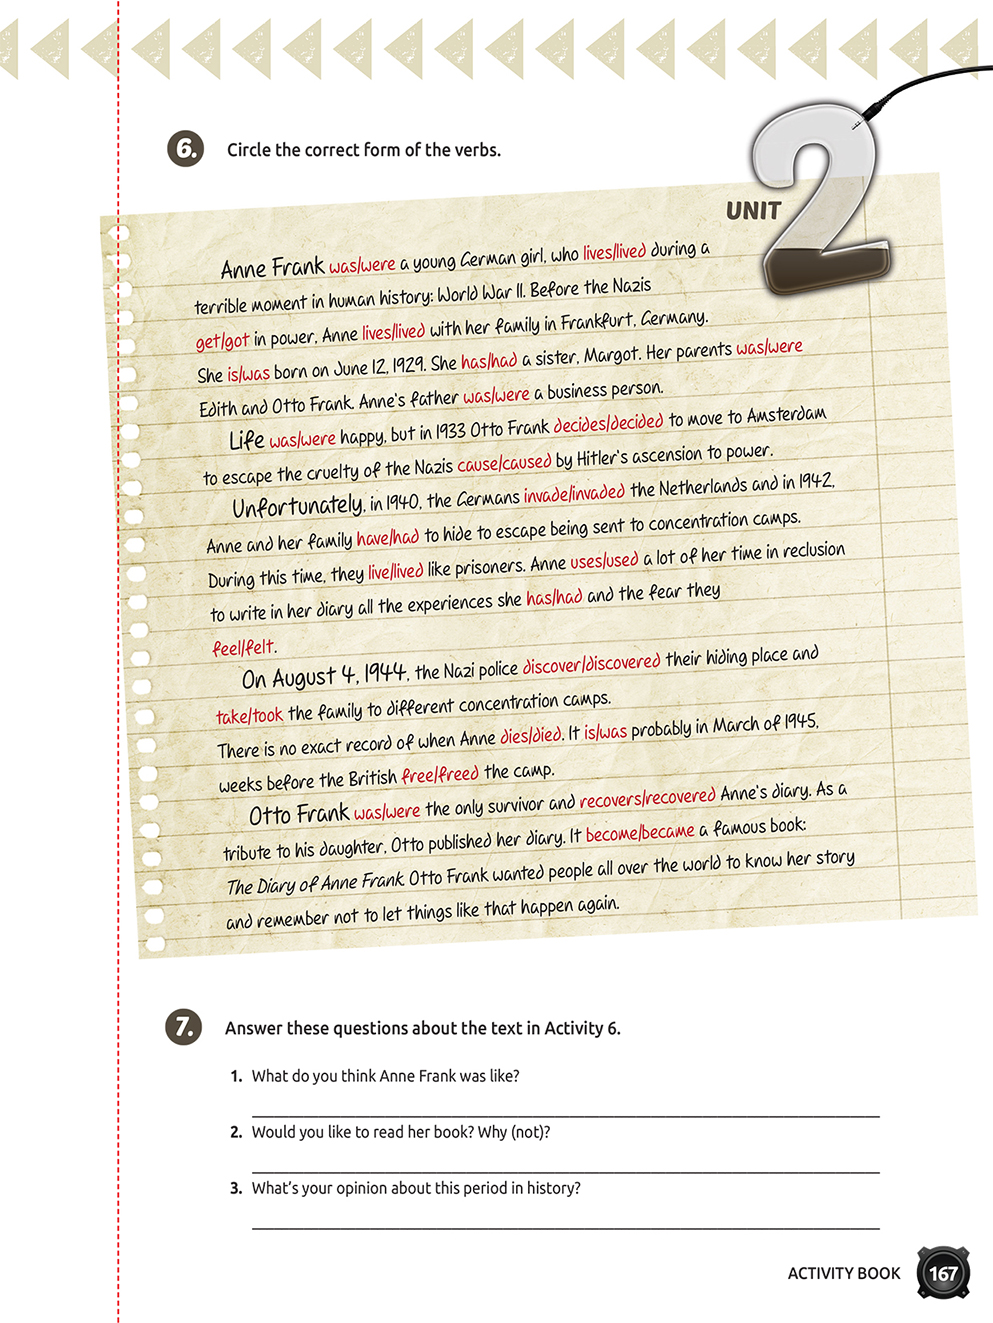 6. Circle the correct form of the verbs.
UNIT 2
Anne Frank was/were a young German girl, who lives/lived during a
terrible moment in human history: World War II. Before the Nazis
get/got in power, Anne lives/lived with her family in Frankfurt, Germany.
She is/was born on June 12, 1929. She has/had a sister, Margot. Her parents was/were
Edith and Otto Frank. Anne's father was/were a business person.
Life was/were happy, but in 1933 Otto Frank decides/decided to move to Amsterdam
to escape the cruelty of the Nazis cause/caused by Hitler's ascension to power.
Unfortunately, in 1940, the Germans invade/invaded the Netherlands and in 1942,
Anne and her family have/had to hide to escape being sent to concentration camps.
During this time, they live/lived like prisoners. Anne uses/used a lot of her time in reclusion
to write in her diary all the experiences she has/had and the fear they
feel/felt.
On August 4, 1944, the Nazi police discover/discovered their hiding place and
take/took the family to different concentration camps.
There is no exact record of when Anne dies/died. It is/was probably in March of 1945,
weeks before the British free/freed the camp.
Otto Frank was/were the only survivor and recovers/recovered Anne's diary. As a
tribute to his daughter, Otto published her diary. It become/became a famous book:
The Diary of Anne Frank. Otto Frank wanted people all over the world to know her story
and remember not to let things like that happen again.
7. Answer these questions about the text in Activity 6.
1. What do you think Anne Frank was like?
2. Would you like to read her book? Why (not)?
3. What's your opinion about this period in history?
ACTIVITY BOOK 167